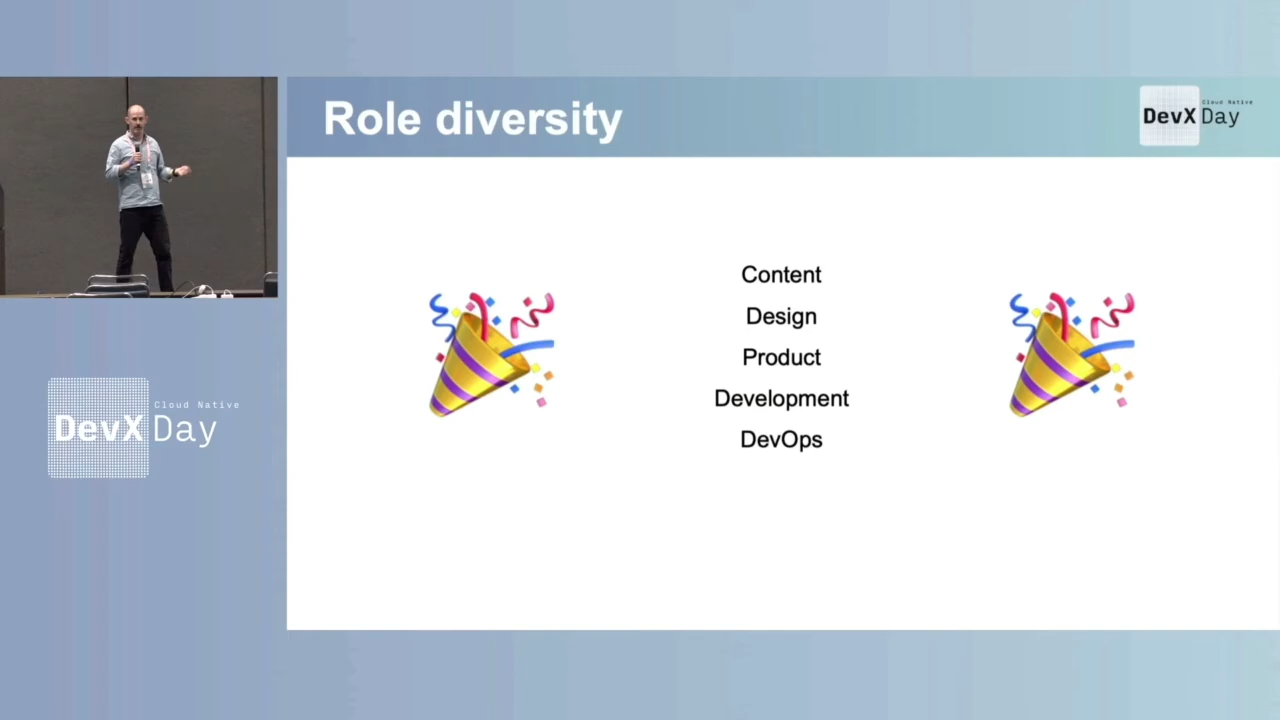 Role diversity
Cloud Native
DevX Day
Content
Design
Product
Development
DevOps
Cloud Native
DevX Day